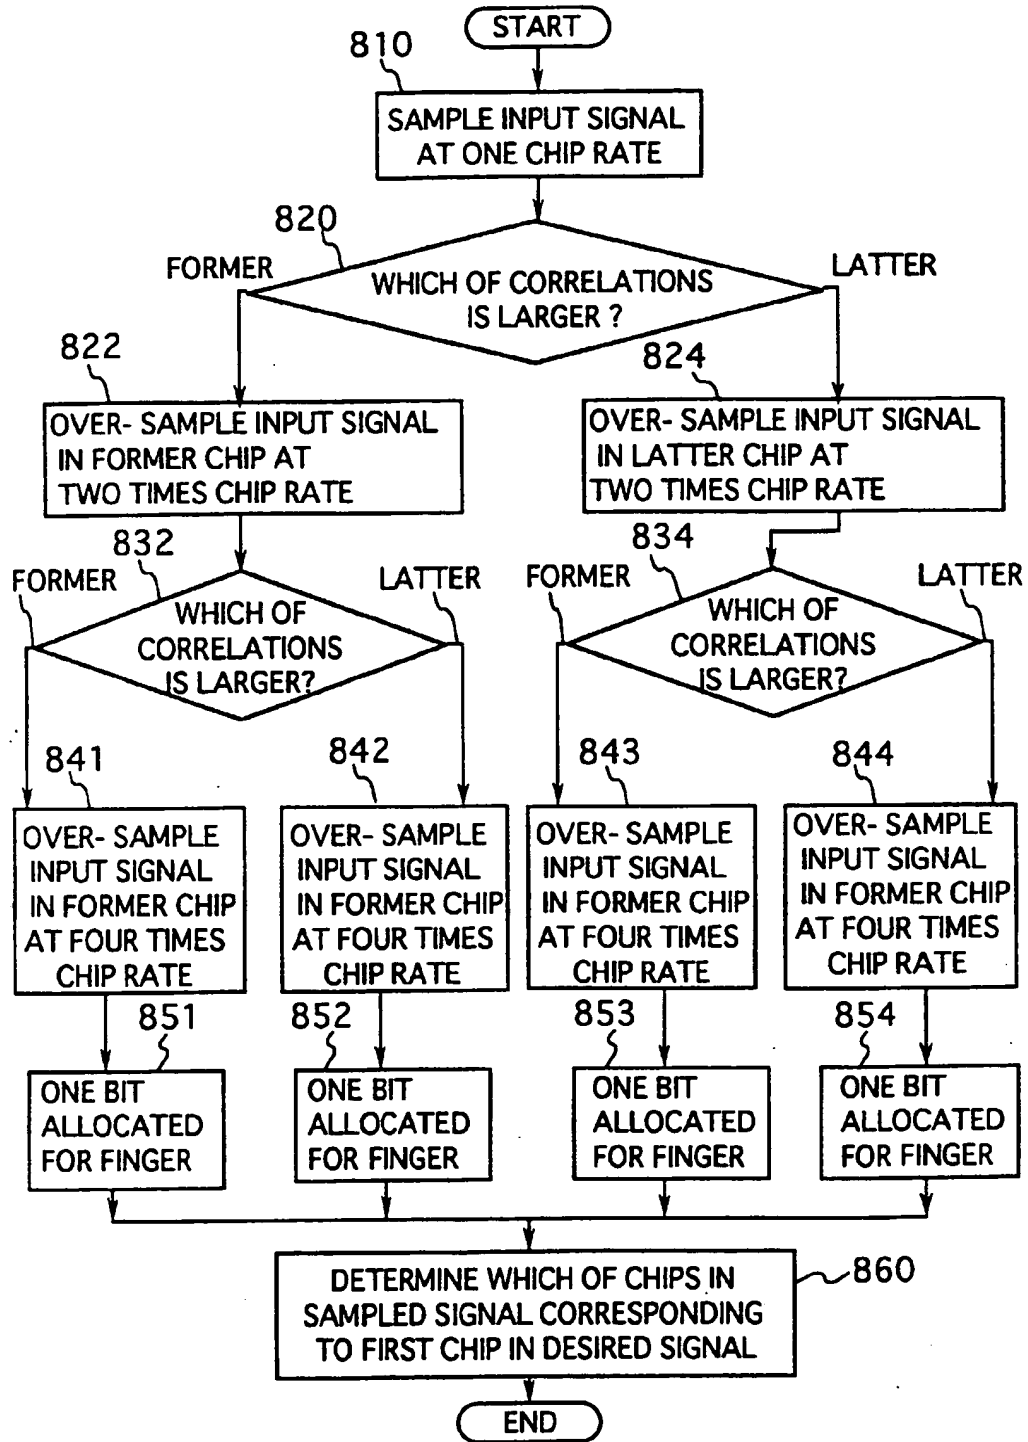 START
810
SAMPLE INPUT SIGNAL
AT ONE CHIP RATE
820
FORMER
LATTER
WHICH OF CORRELATIONS
IS LARGER ?
822
824
OVER- SAMPLE INPUT SIGNAL
IN FORMER CHIP AT
TWO TIMES CHIP RATE
OVER- SAMPLE INPUT SIGNAL
IN LATTER CHIP AT
TWO TIMES CHIP RATE
832
834
FORMER
LATTER
FORMER
LATTER
WHICH OF
CORRELATIONS
IS LARGER?
WHICH OF
CORRELATIONS
IS LARGER?
841
842
843
844
OVER- SAMPLE
INPUT SIGNAL
IN FORMER CHIP
AT FOUR TIMES
CHIP RATE
OVER- SAMPLE
INPUT SIGNAL
IN FORMER CHIP
AT FOUR TIMES
CHIP RATE
OVER- SAMPLE
INPUT SIGNAL
IN FORMER CHIP
AT FOUR TIMES
CHIP RATE
OVER- SAMPLE
INPUT SIGNAL
IN FORMER CHIP
AT FOUR TIMES
CHIP RATE
851
852
853
854
ONE BIT
ALLOCATED
FOR FINGER
ONE BIT
ALLOCATED
FOR FINGER
ONE BIT
ALLOCATED
FOR FINGER
ONE BIT
ALLOCATED
FOR FINGER
860
DETERMINE WHICH OF CHIPS IN
SAMPLED SIGNAL CORRESPONDING
TO FIRST CHIP IN DESIRED SIGNAL
END